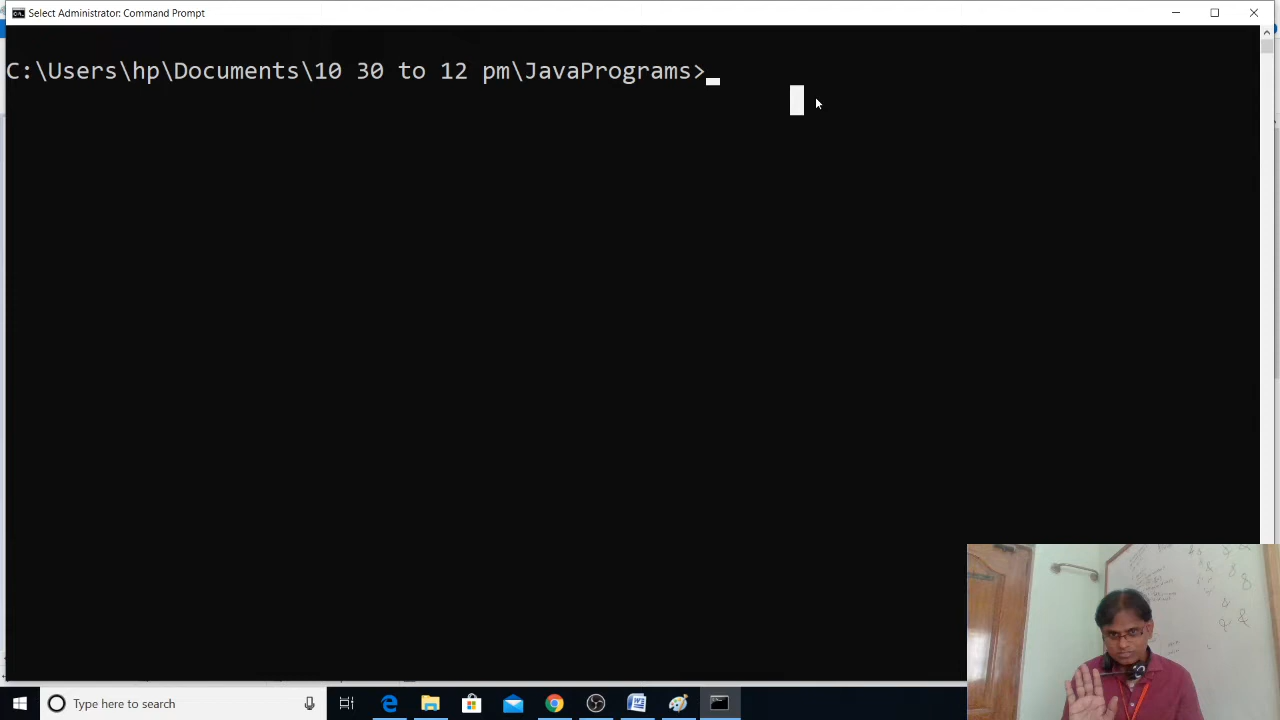 Select Administrator: Command Prompt
C:\Users\hp\Documents\10 30 to 12 pm\JavaPrograms>
Type here to search